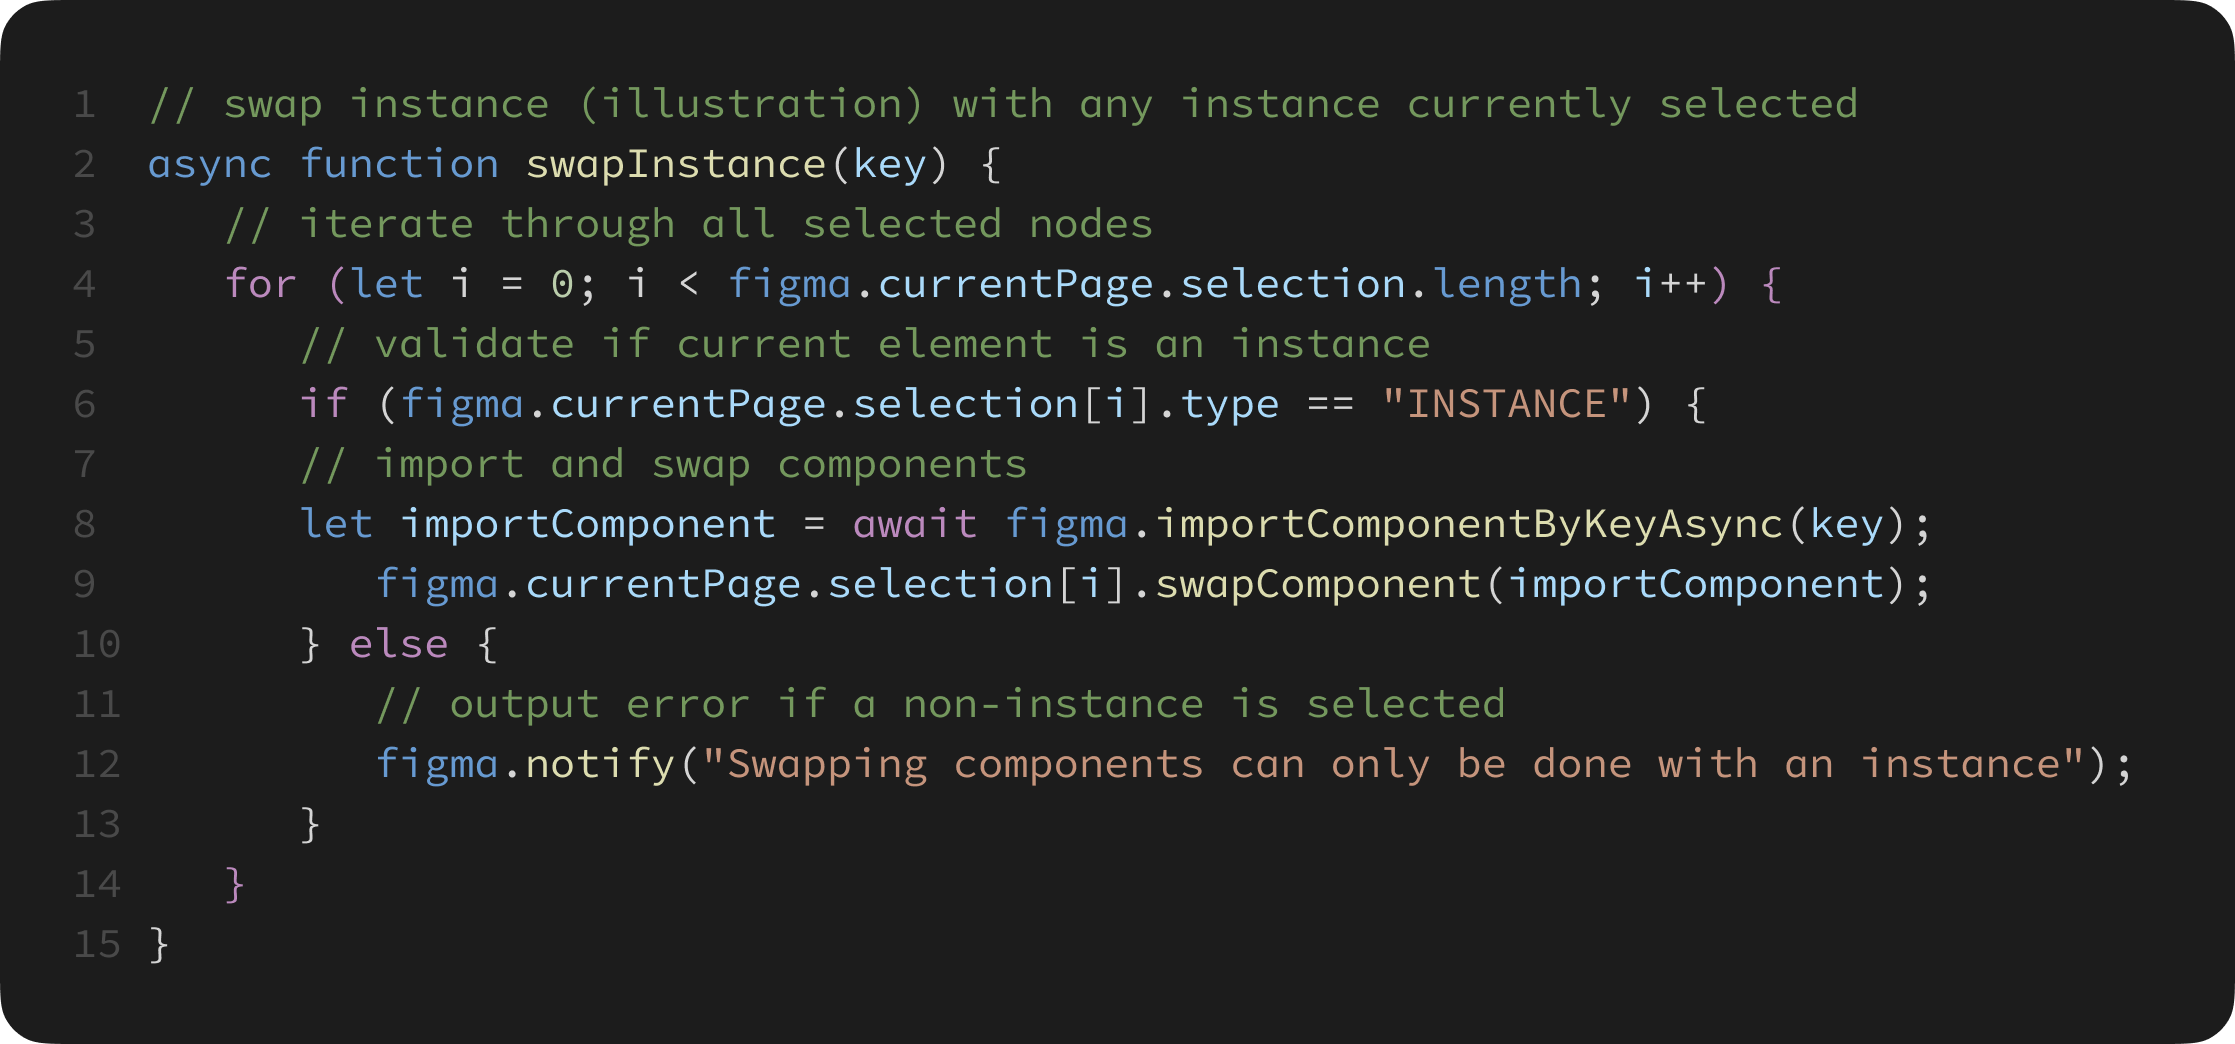 1 // swap instance (illustration) with any instance currently selected
2 async function swapInstance(key) {
3 // iterate through all selected nodes
4 for (let i = 0; i < figma.currentPage.selection.length; i++) {
5 // validate if current element is an instance
6 if (figma.currentPage.selection[i].type == "INSTANCE") {
7 // import and swap components
8 let importComponent = await figma.importComponentByKeyAsync(key);
9 figma.currentPage.selection[i].swapComponent(importComponent);
10 } else {
11 // output error if a non-instance is selected
12 figma.notify("Swapping components can only be done with an instance");
13 }
14 }
15 }